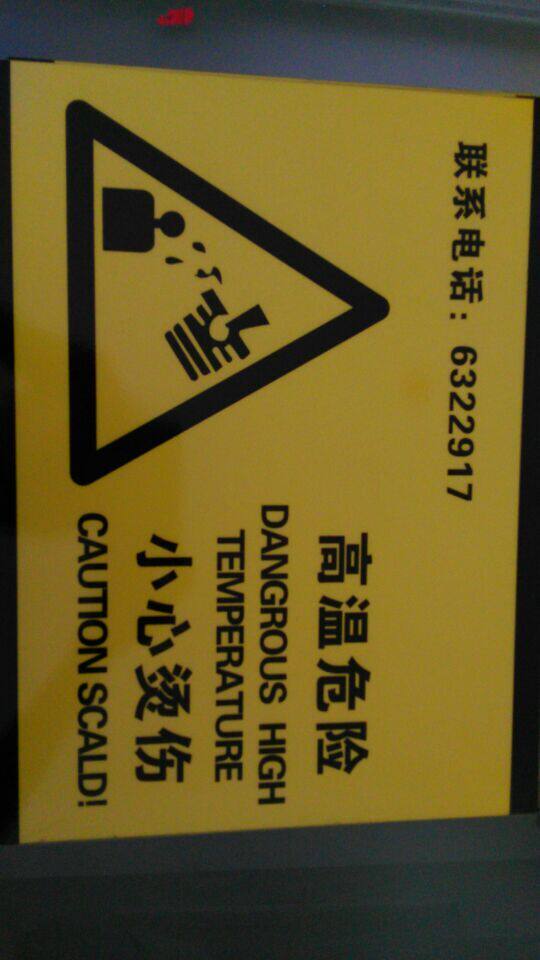 联系电话：6322917
高温危险
DANGROUS HIGH
TEMPERATURE
小心烫伤
CAUTION SCALD!